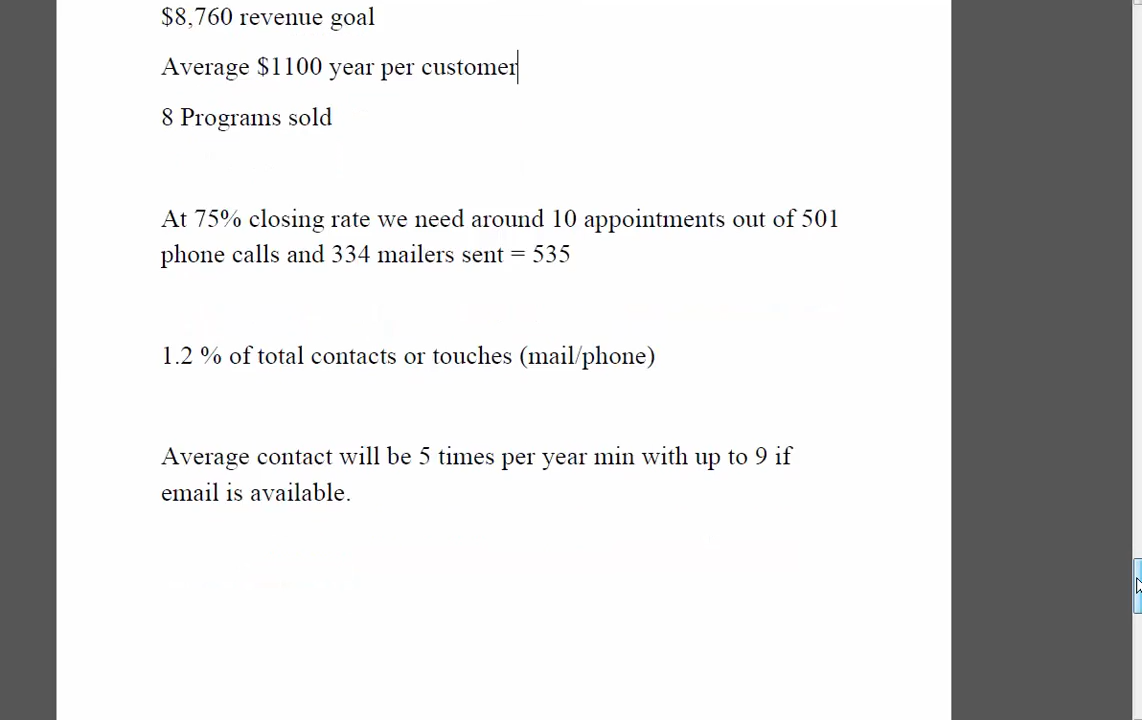 $8,760 revenue goal
Average $1100 year per customer
8 Programs sold
At 75% closing rate we need around 10 appointments out of 501
phone calls and 334 mailers sent = 535
1.2 % of total contacts or touches (mail/phone)
Average contact will be 5 times per year min with up to 9 if
email is available.